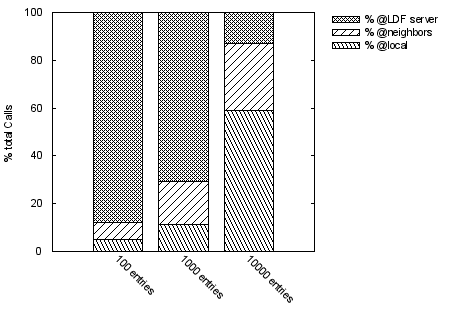 100
80
60
40
20
0
% total Calls
100 entries
1000 entries
10000 entries
% @LDF server
% @neighbors
% @local